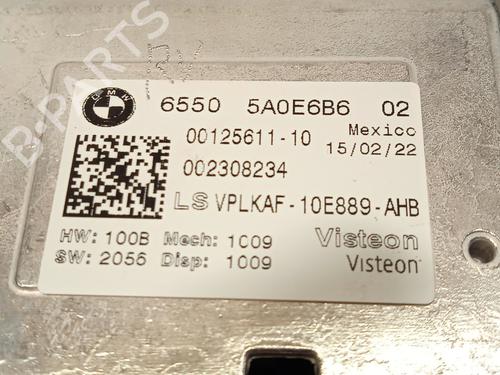 B-PARTS
BMW
6550 5A0E6B6 02
00125611-10 Mexico
002308234 15/02/22
LS VPLKAF-10E889-AHB
HW: 100B Mech: 1009 Visteon
SW: 2056 Disp: 1009 Visteon